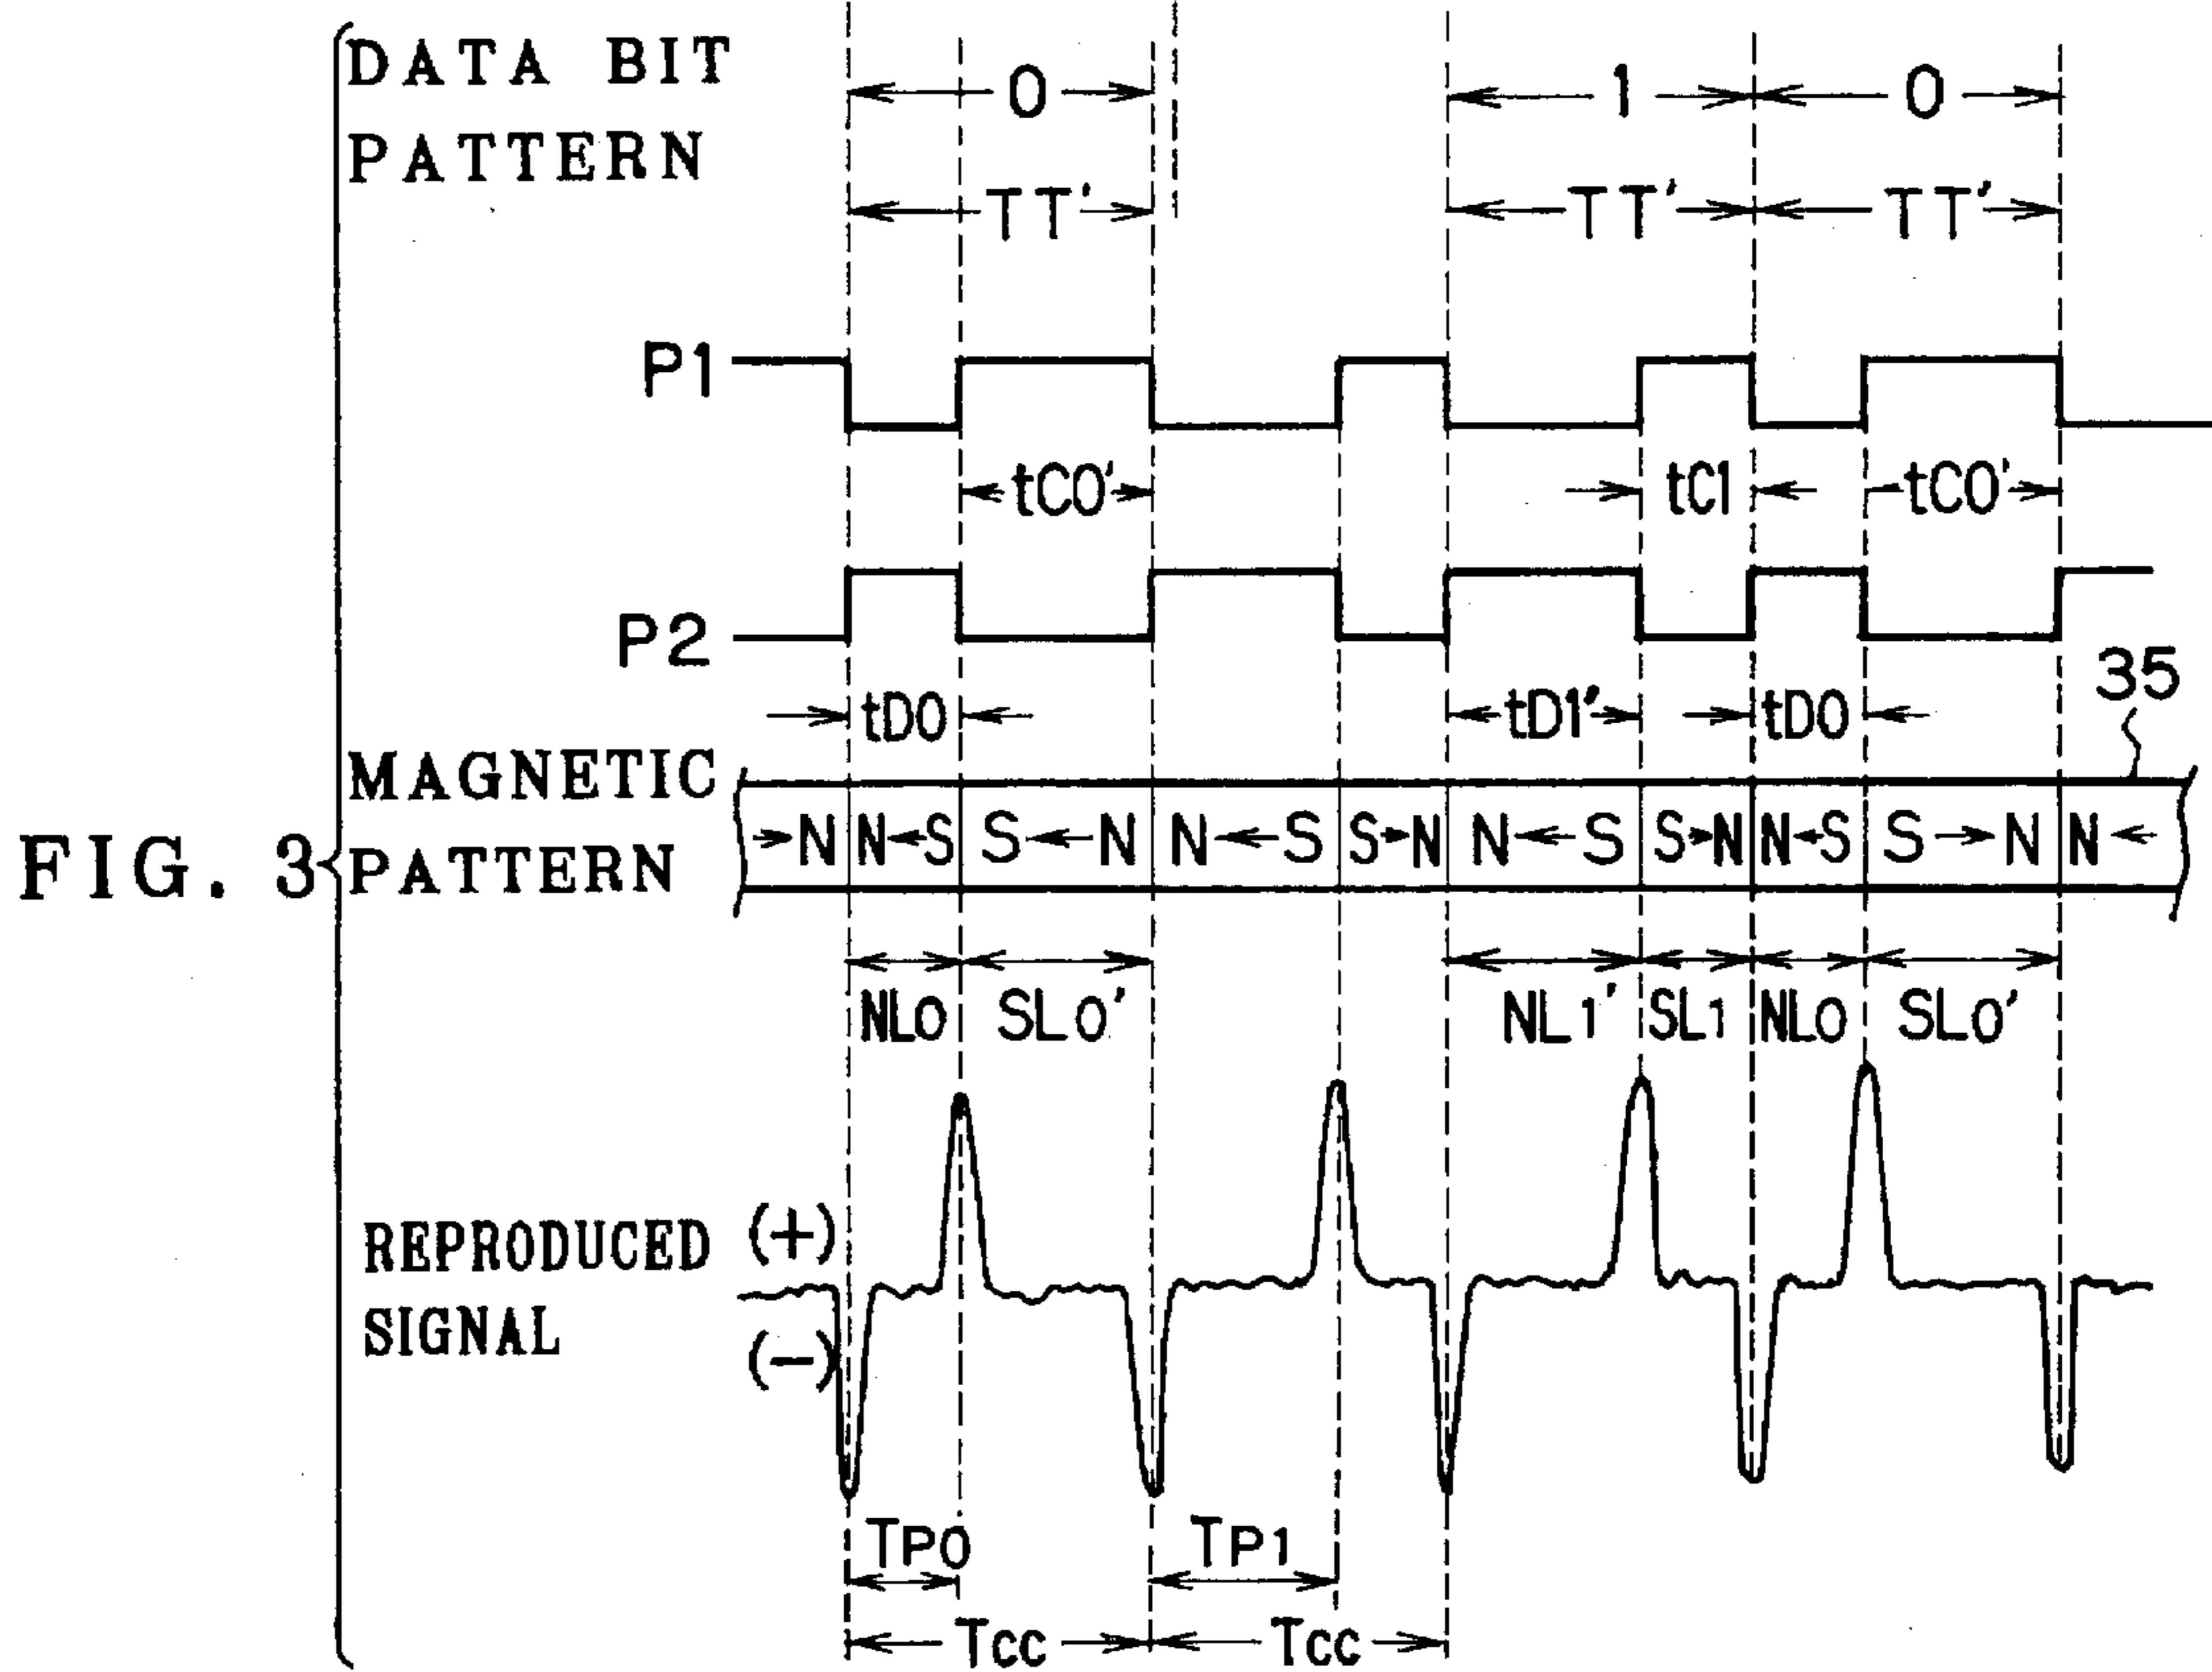 DATA BIT PATTERN
0 1 0
TT' TT' TT'
P1
tC0' tC1 tC0'
P2
tD0 tD1' tD0
35
FIG. 3
MAGNETIC PATTERN
N N S S N N S S N N S S N N S S N N
NL0 SL0' NL1' SL1 NL0 SL0'
REPRODUCED SIGNAL
(+)
(-)
TP0 TP1
Tcc Tcc